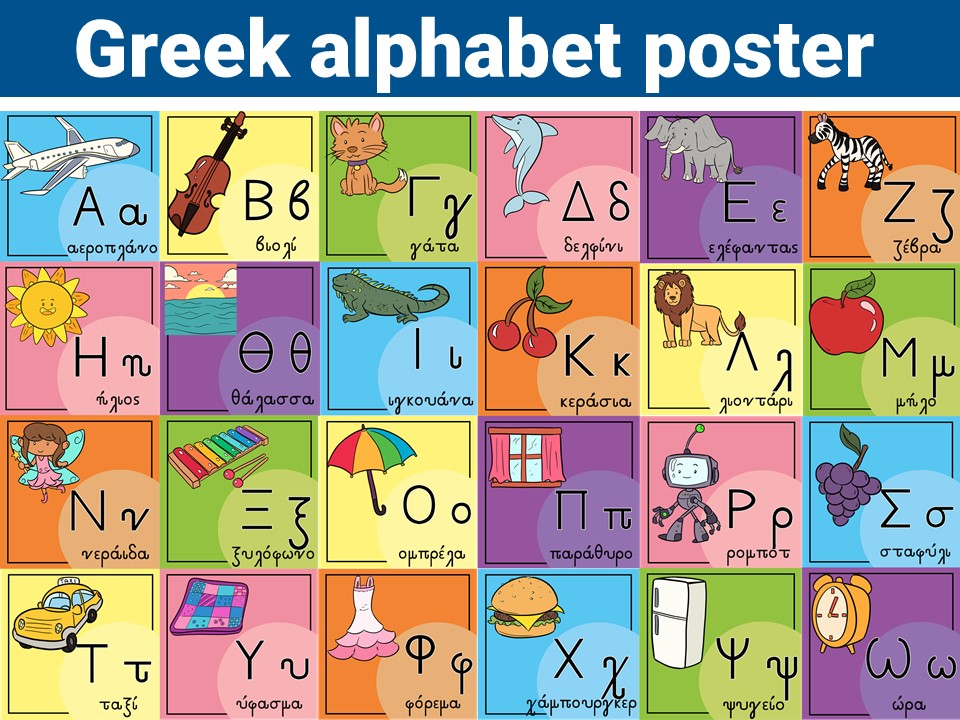 Greek alphabet poster
Α α
αεροπλάνο
Β β
βιολί
Γ γ
γάτα
Δ δ
δελφίνι
Ε ε
ελέφαντας
Ζ ζ
ζέβρα
Η η
ήλιος
Θ θ
θάλασσα
Ι ι
ιγκουάνα
Κ κ
κεράσια
Λ λ
λιοντάρι
Μ μ
μήλο
Ν ν
νεράιδα
Ξ ξ
ξυλόφωνο
Ο ο
ομπρέλα
Π π
παράθυρο
Ρ ρ
ρομπότ
Σ σ
σταφύλι
TAXI
Τ τ
ταξί
Υ υ
ύφασμα
Φ φ
φόρεμα
Χ χ
χάμπουργκερ
Ψ ψ
ψυγείο
Ω ω
ώρα